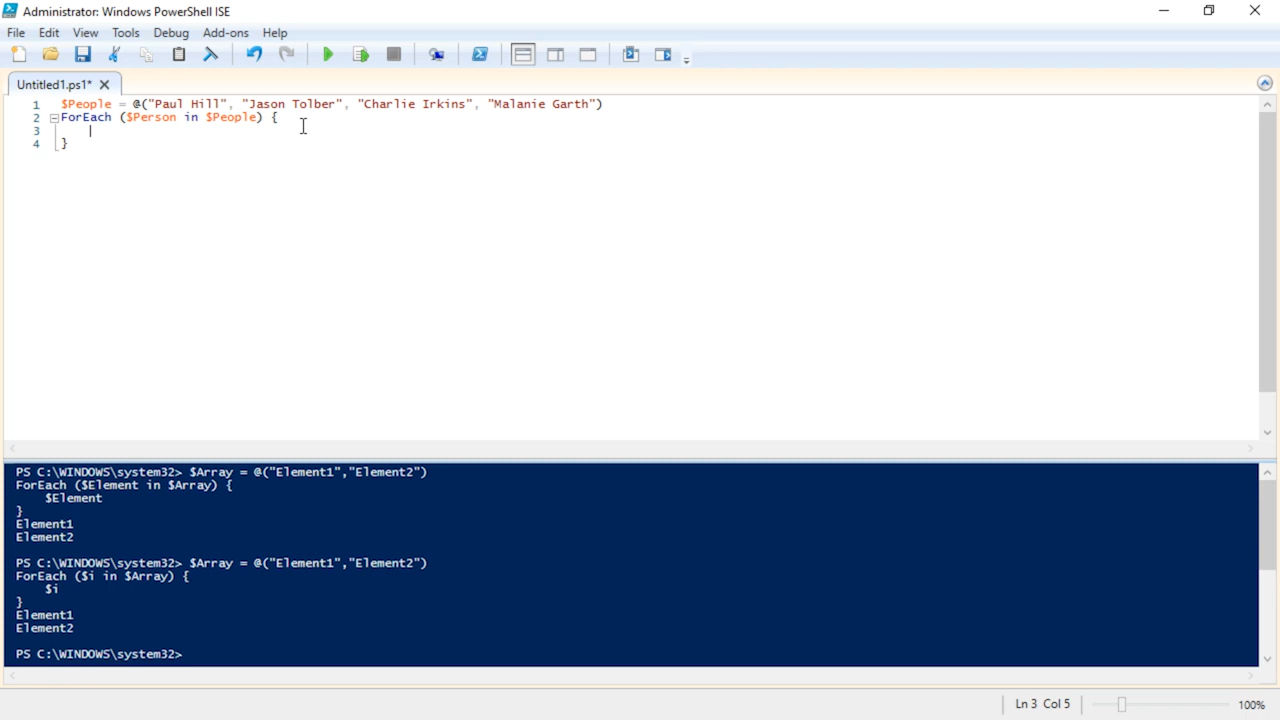 Administrator: Windows PowerShell ISE
File Edit View Tools Debug Add-ons Help
Untitled1.ps1*
1 $People = @("Paul Hill", "Jason Tolber", "Charlie Irkins", "Malanie Garth")
2 ForEach ($Person in $People) {
3
4 }
PS C:\WINDOWS\system32> $Array = @("Element1","Element2")
ForEach ($Element in $Array) {
$Element
}
Element1
Element2
PS C:\WINDOWS\system32> $Array = @("Element1","Element2")
ForEach ($i in $Array) {
$i
}
Element1
Element2
PS C:\WINDOWS\system32>
Ln 3 Col 5 100%